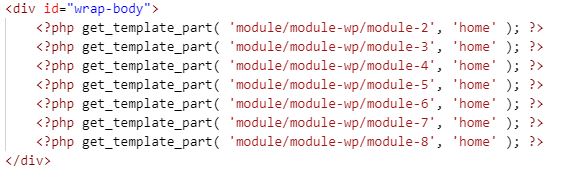 <div id="wrap-body">
<?php get_template_part( 'module/module-wp/module-2', 'home' ); ?>
<?php get_template_part( 'module/module-wp/module-3', 'home' ); ?>
<?php get_template_part( 'module/module-wp/module-4', 'home' ); ?>
<?php get_template_part( 'module/module-wp/module-5', 'home' ); ?>
<?php get_template_part( 'module/module-wp/module-6', 'home' ); ?>
<?php get_template_part( 'module/module-wp/module-7', 'home' ); ?>
<?php get_template_part( 'module/module-wp/module-8', 'home' ); ?>
</div>